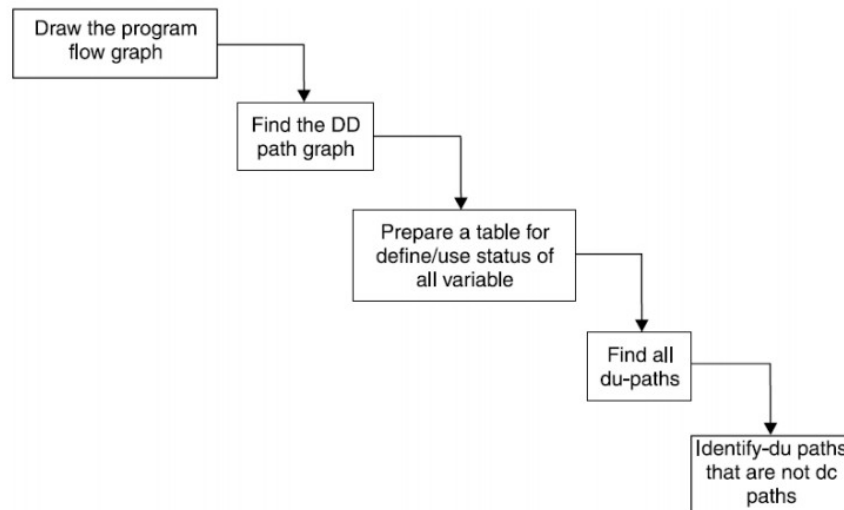 Draw the program
flow graph
Find the DD
path graph
Prepare a table for
define/use status of
all variable
Find all
du-paths
Identify-du paths
that are not dc
paths